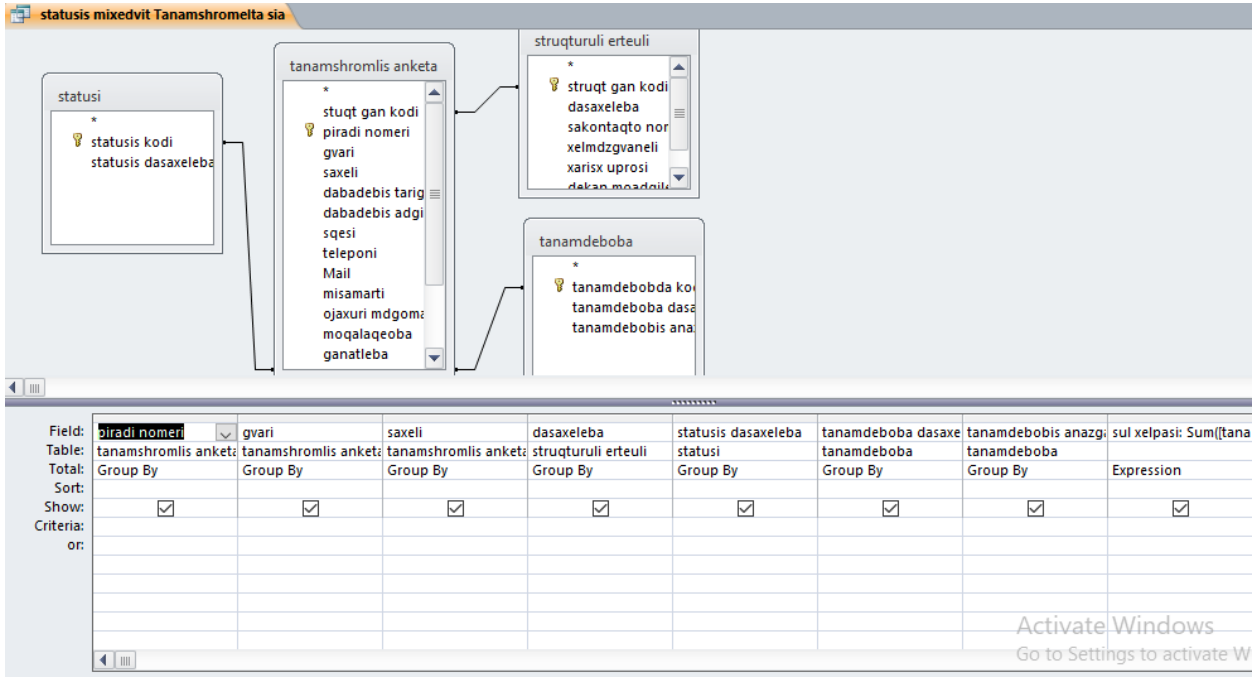 statusis mixedvit Tanamshromelta sia
statusi
*
statusis kodi
statusis dasaxeleba
tanamshromlis anketa
*
stuqt gan kodi
piradi nomeri
gvari
saxeli
dabadebis tarig
dabadebis adgi
sqesi
teleponi
Mail
misamarti
ojaxuri mdgoma
moqalaqeoba
ganatleba
struqturuli erteuli
*
struqt gan kodi
dasaxeleba
sakontaqto nor
xelmdzgvaneli
xarisx uprosi
dekan moadgile
tanamdeboba
*
tanamdebobda kod
tanamdeboba dasa
tanamdebobis ana
Field: piradi nomeri gvari saxeli dasaxeleba statusis dasaxeleba tanamdeboba dasaxe tanamdebobis anazga sul xelpasi: Sum([tana
Table: tanamshromlis anketa tanamshromlis anketa tanamshromlis anketa struqturuli erteuli statusi tanamdeboba tanamdeboba
Total: Group By Group By Group By Group By Group By Group By Group By Expression
Sort:
Show:
Criteria:
or:
Activate Windows
Go to Settings to activate W